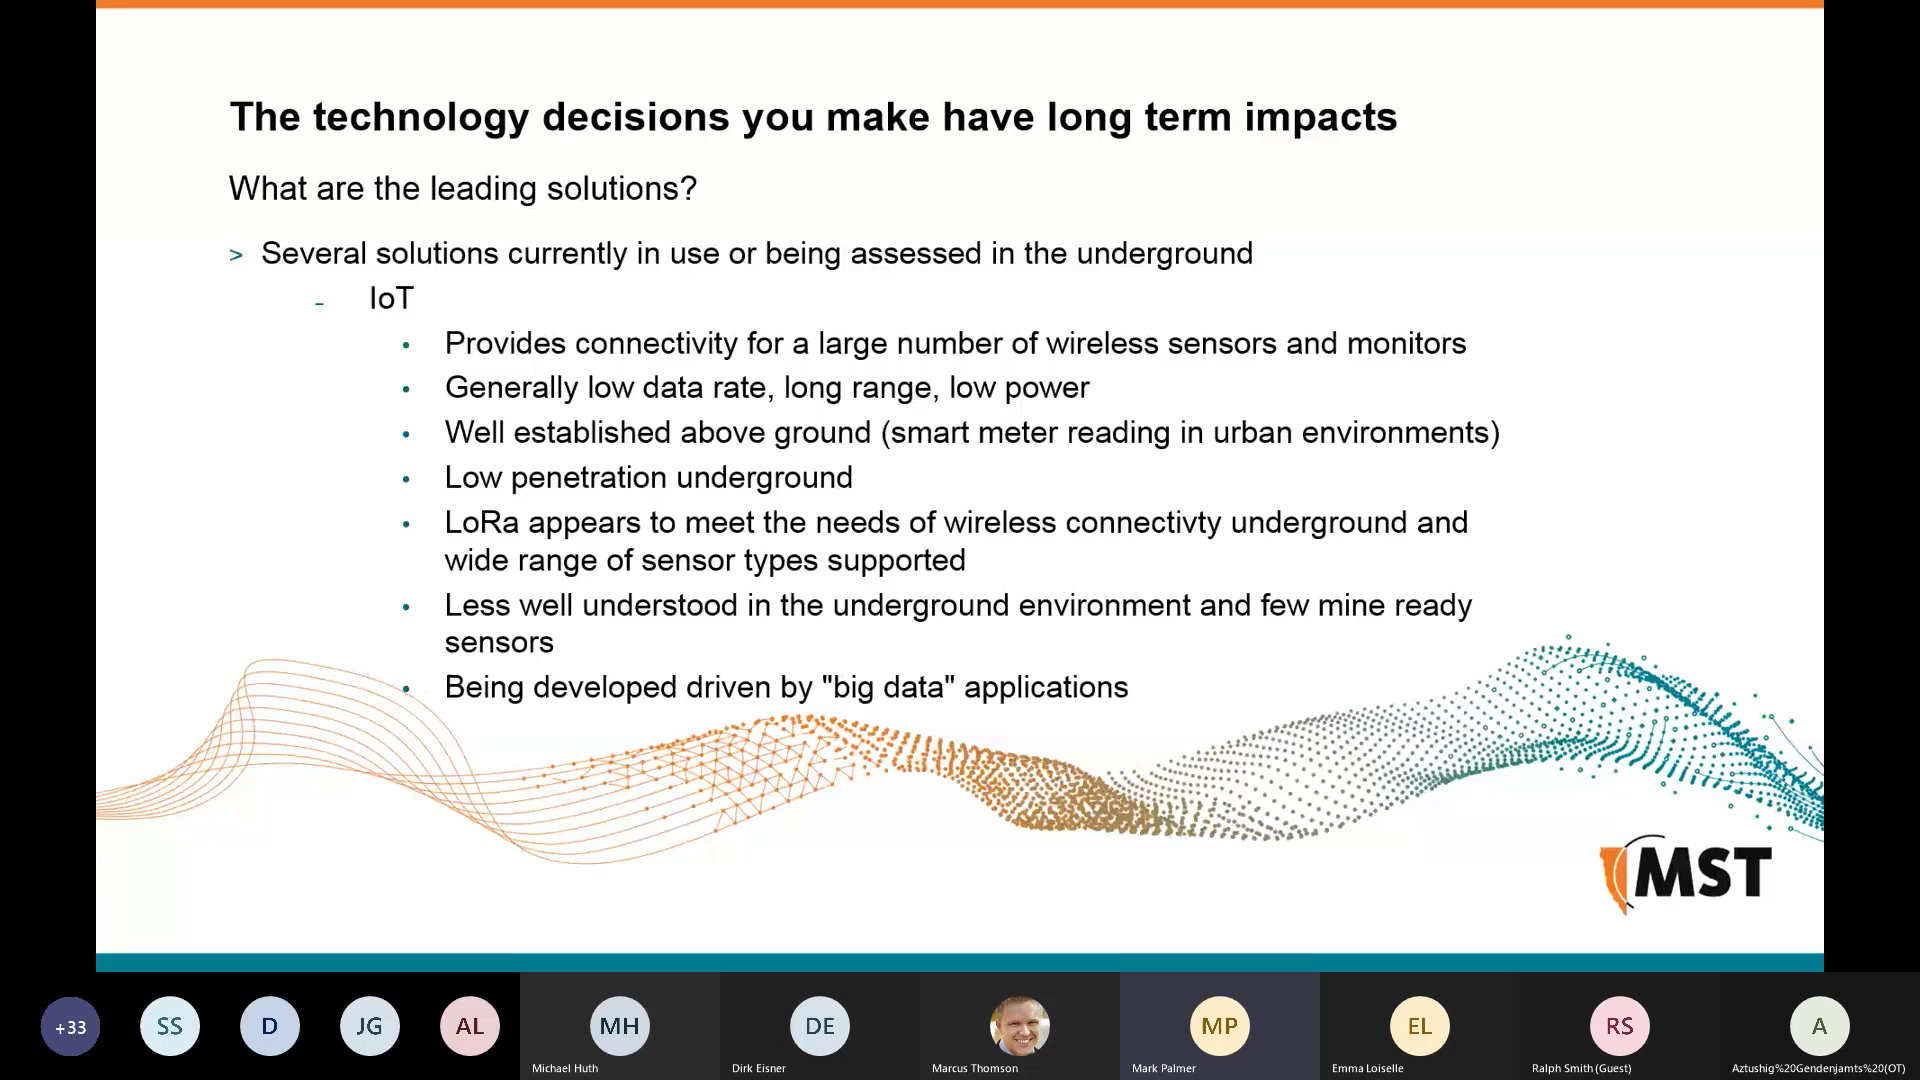 The technology decisions you make have long term impacts
What are the leading solutions?
> Several solutions currently in use or being assessed in the underground
- IoT
• Provides connectivity for a large number of wireless sensors and monitors
• Generally low data rate, long range, low power
• Well established above ground (smart meter reading in urban environments)
• Low penetration underground
• LoRa appears to meet the needs of wireless connectivty underground and
wide range of sensor types supported
• Less well understood in the underground environment and few mine ready
sensors
• Being developed driven by "big data" applications
MST
+33
SS
D
JG
AL
MH
DE
MP
EL
RS
A
Michael Huth
Dirk Eisner
Marcus Thomson
Mark Palmer
Emma Loiselle
Ralph Smith (Guest)
Aztushig%20Gendenjamts%20(OT)